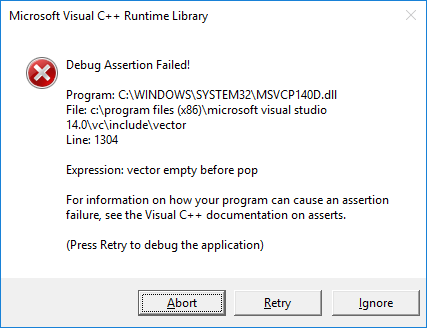 Microsoft Visual C++ Runtime Library
Debug Assertion Failed!
Program: C:\WINDOWS\SYSTEM32\MSVCP140D.dll
File: c:\program files (x86)\microsoft visual studio
14.0\vc\include\vector
Line: 1304
Expression: vector empty before pop
For information on how your program can cause an assertion
failure, see the Visual C++ documentation on asserts.
(Press Retry to debug the application)
Abort Retry Ignore